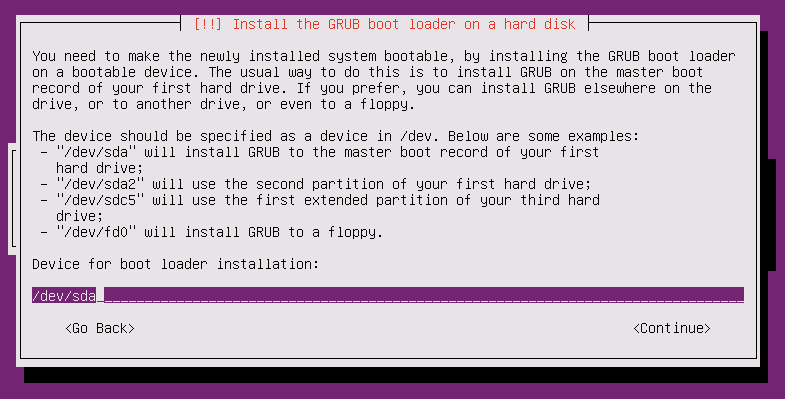 [!!] Install the GRUB boot loader on a hard disk
You need to make the newly installed system bootable, by installing the GRUB boot loader
on a bootable device. The usual way to do this is to install GRUB on the master boot
record of your first hard drive. If you prefer, you can install GRUB elsewhere on the
drive, or to another drive, or even to a floppy.
The device should be specified as a device in /dev. Below are some examples:
- "/dev/sda" will install GRUB to the master boot record of your first
hard drive;
- "/dev/sda2" will use the second partition of your first hard drive;
- "/dev/sdc5" will use the first extended partition of your third hard
drive;
- "/dev/fd0" will install GRUB to a floppy.
Device for boot loader installation:
/dev/sda
<Go Back> <Continue>